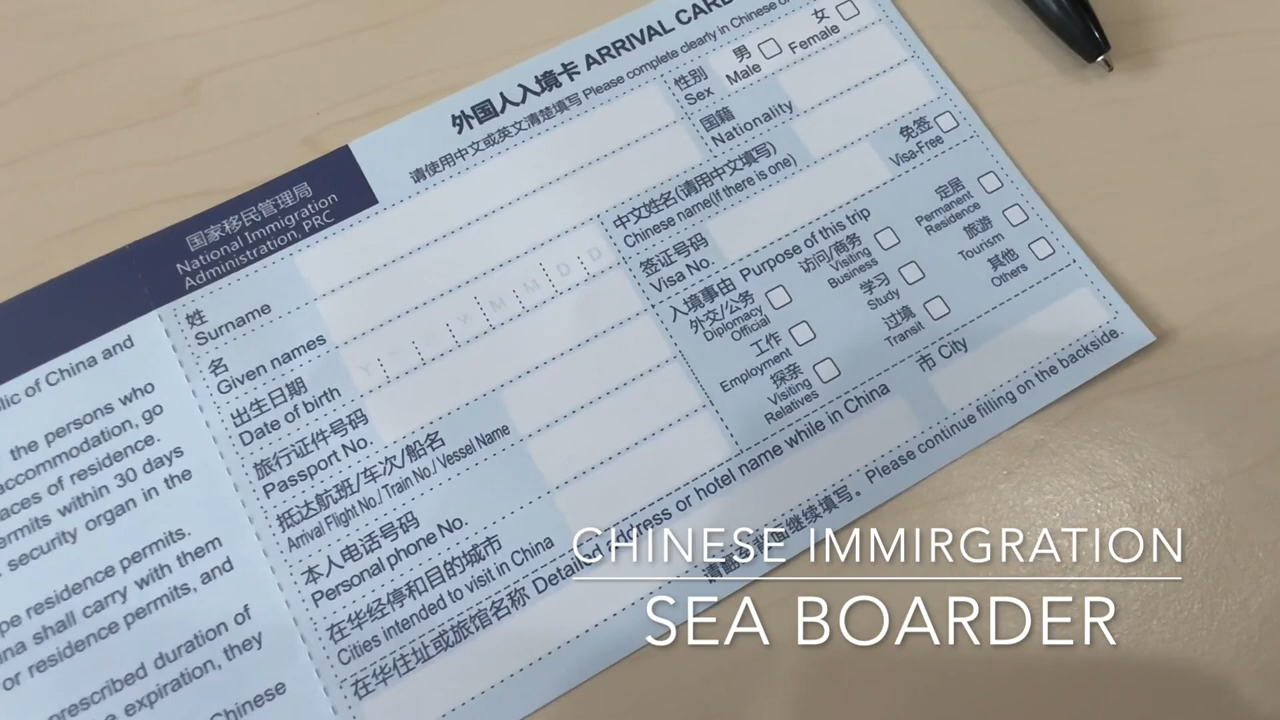 外国人入境卡 ARRIVAL CARD
请使用中文或英文清楚填写 Please complete clearly in Chinese or
国家移民管理局
National Immigration
Administration, PRC
姓
Surname
名
Given names
出生日期
Date of birth
Y M M D D
旅行证件号码
Passport No.
抵达航班/车次/船名
Arrival Flight No./Train No./Vessel Name
本人电话号码
Personal phone No.
在华经停和目的城市
Cities intended to visit in China
在华住址或旅馆名称 Detailed address or hotel name while in China
市 City
继续填写。 Please continue filling on the backside.
性别
Sex
男
Male
女
Female
国籍
Nationality
中文姓名(请用中文填写)
Chinese name(If there is one)
签证号码
Visa No.
免签
Visa-Free
入境事由 Purpose of this trip
外交/公务
Diplomacy
Official
访问/商务
Visiting
Business
定居
Permanent
Residence
工作
Employment
学习
Study
旅游
Tourism
探亲
Visiting
Relatives
过境
Transit
其他
Others
lic of China and
the persons who
accommodation, go
aces of residence.
ermits within 30 days
security organ in the
pe residence permits.
na shall carry with them
or residence permits, and
prescribed duration of
expiration, they
Chinese
CHINESE IMMIRGRATION
SEA BOARDER